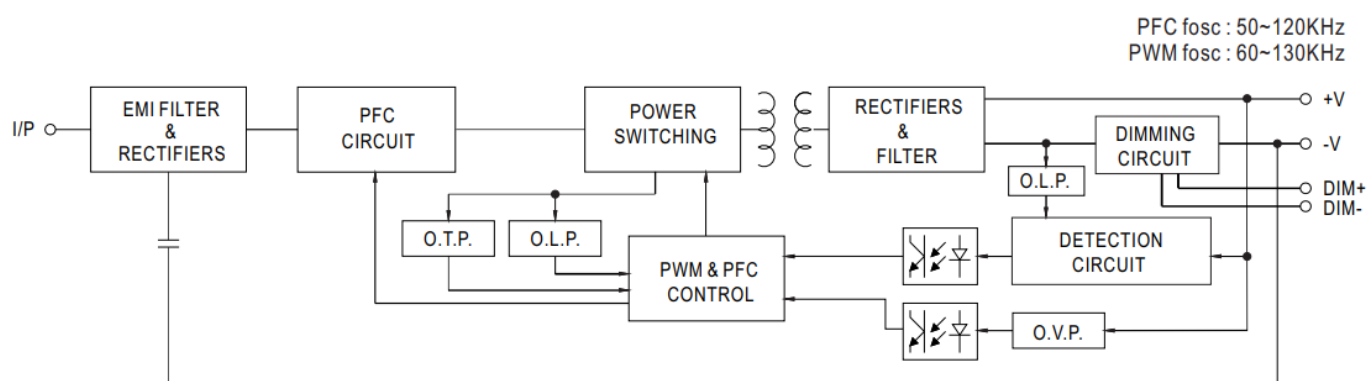 PFC fosc : 50~120KHz
PWM fosc : 60~130KHz
I/P
EMI FILTER
&
RECTIFIERS
PFC
CIRCUIT
POWER
SWITCHING
RECTIFIERS
&
FILTER
DIMMING
CIRCUIT
+V
-V
DIM+
DIM-
O.T.P.
O.L.P.
O.L.P.
PWM & PFC
CONTROL
DETECTION
CIRCUIT
O.V.P.